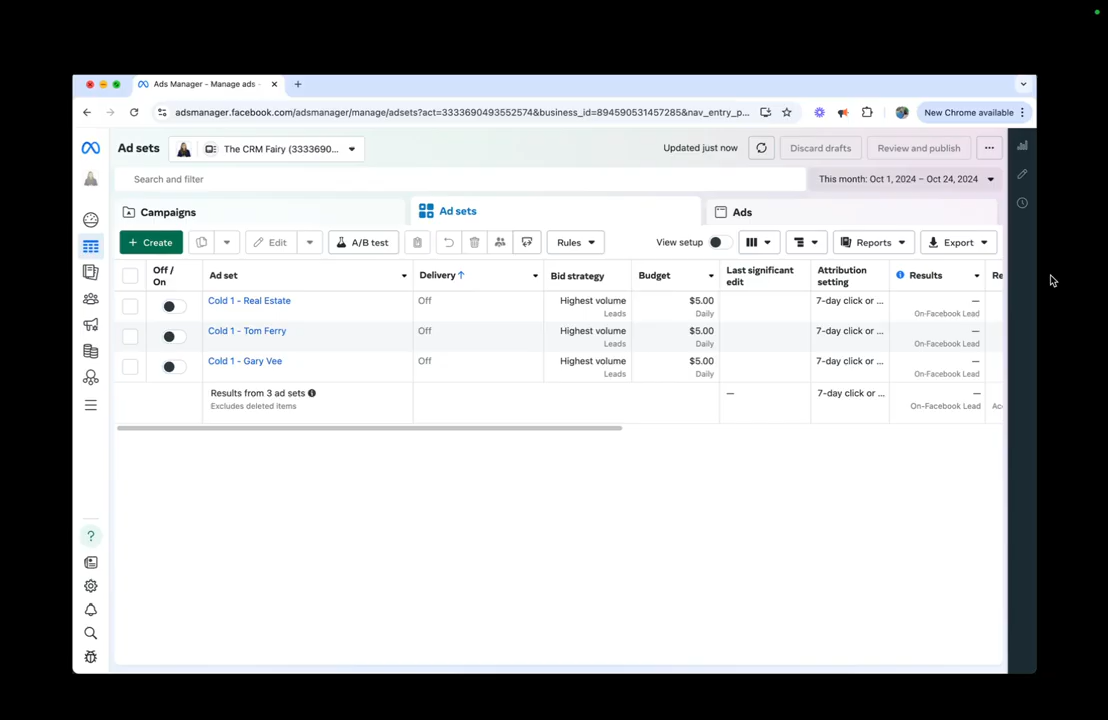 Ads Manager - Manage ads -
adsmanager.facebook.com/adsmanager/manage/adsets?act=3333690493552574&business_id=894590531457285&nav_entry_p...
New Chrome available
Ad sets
The CRM Fairy (3333690...
Updated just now
Discard drafts
Review and publish
Search and filter
This month: Oct 1, 2024 – Oct 24, 2024
Campaigns
Ad sets
Ads
+ Create
Edit
A/B test
Rules
View setup
Reports
Export
Off / On
Ad set
Delivery ↑
Bid strategy
Budget
Last significant edit
Attribution setting
Results
Re
Cold 1 - Real Estate
Off
Highest volume
Leads
$5.00
Daily
7-day click or ...
—
On-Facebook Lead
Cold 1 - Tom Ferry
Off
Highest volume
Leads
$5.00
Daily
7-day click or ...
—
On-Facebook Lead
Cold 1 - Gary Vee
Off
Highest volume
Leads
$5.00
Daily
7-day click or ...
—
On-Facebook Lead
Results from 3 ad sets
Excludes deleted items
—
7-day click or ...
—
On-Facebook Lead
Ac